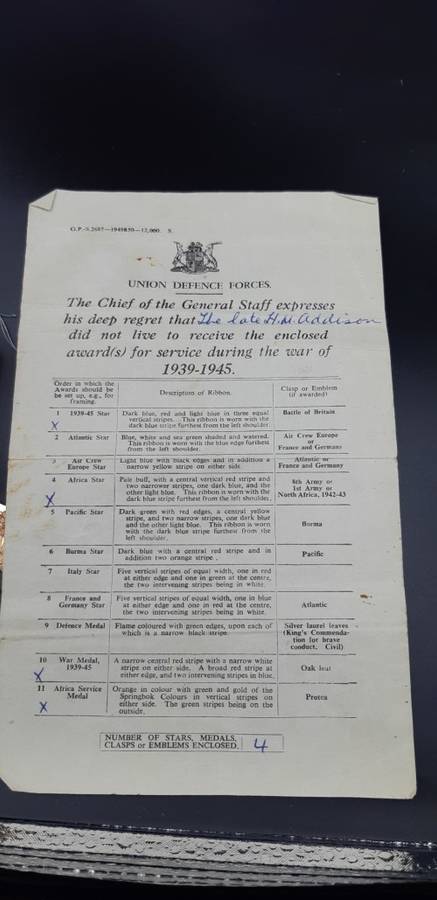 G.P.-S.2607—1949850—12,000. S.
UNION DEFENCE FORCES.
The Chief of the General Staff expresses
his deep regret that The late H.M. Addison
did not live to receive the enclosed
award(s) for service during the war of
1939-1945.
Order in which the Awards should be be set up, e.g., for framing. Description of Ribbon. Clasp or Emblem (if awarded)
1 1939-45 Star Dark blue, red and light blue in three equal Battle of Britain
vertical stripes. This ribbon is worn with the
X dark blue stripe furthest from the left shoulder.
2 Atlantic Star Blue, white and sea green shaded and watered. Air Crew Europe
This ribbon is worn with the blue edge furthest or
from the left shoulder. France and Germany
3 Air Crew Light blue with black edges and in addition a Atlantic or
Europe Star narrow yellow stripe on either side. France and Germany
4 Africa Star Pale buff, with a central vertical red stripe and 8th Army or
two narrower stripes, one dark blue, and the 1st Army or
X other light blue. This ribbon is worn with the North Africa, 1942-43
dark blue stripe furthest from the left shoulder.
5 Pacific Star Dark green with red edges, a central yellow
stripe, and two narrow stripes, one dark blue
and the other light blue. This ribbon is worn Burma
with the dark blue stripe furthest from the
left shoulder.
6 Burma Star Dark blue with a central red stripe and in Pacific
addition two orange stripe .
7 Italy Star Five vertical stripes of equal width, one in red
at either edge and one in green at the centre,
the two intervening stripes being in white.
8 France and Five vertical stripes of equal width, one in blue
Germany Star at either edge and one in red at the centre, Atlantic
the two intervening stripes being in white.
9 Defence Medal Flame coloured with green edges, upon each of Silver laurel leaves
which is a narrow black stripe. (King's Commenda-
tion for brave
conduct. Civil)
10 War Medal, A narrow central red stripe with a narrow white
1939-45 stripe on either side. A broad red stripe at Oak leaf
X either edge, and two intervening stripes in blue.
11 Africa Service Orange in colour with green and gold of the
Medal Springbok Colours in vertical stripes on Protea
X either side. The green stripes being on the
outside.
NUMBER OF STARS, MEDALS,
CLASPS or EMBLEMS ENCLOSED. 4